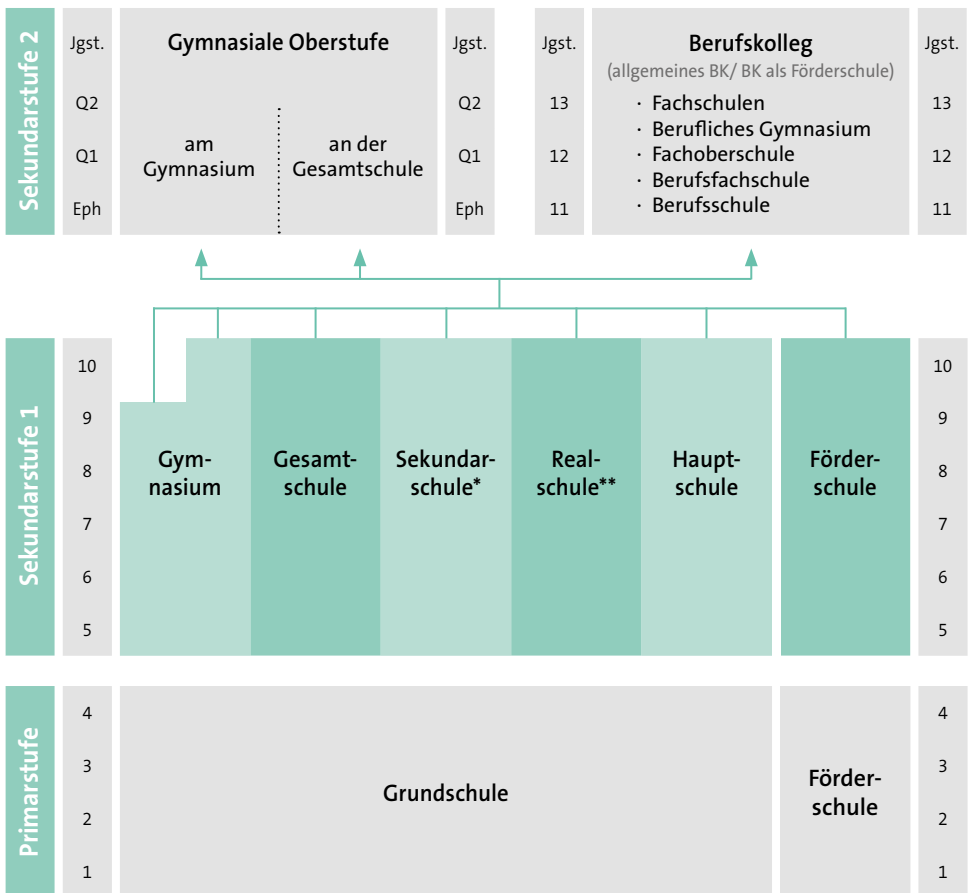 Sekundarstufe 2
Jgst.
Q2
Q1
Eph
Gymnasiale Oberstufe
am
Gymnasium
an der
Gesamtschule
Jgst.
Q2
Q1
Eph
Jgst.
13
12
11
Berufskolleg
(allgemeines BK/ BK als Förderschule)
· Fachschulen
· Berufliches Gymnasium
· Fachoberschule
· Berufsfachschule
· Berufsschule
Jgst.
13
12
11
Sekundarstufe 1
10
9
8
7
6
5
Gym-
nasium
Gesamt-
schule
Sekundar-
schule*
Real-
schule**
Haupt-
schule
Förder-
schule
10
9
8
7
6
5
Primarstufe
4
3
2
1
Grundschule
Förder-
schule
4
3
2
1